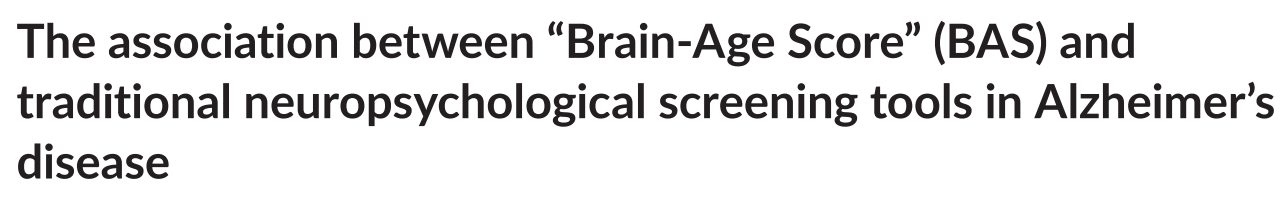 The association between “Brain-Age Score” (BAS) and
traditional neuropsychological screening tools in Alzheimer’s
disease